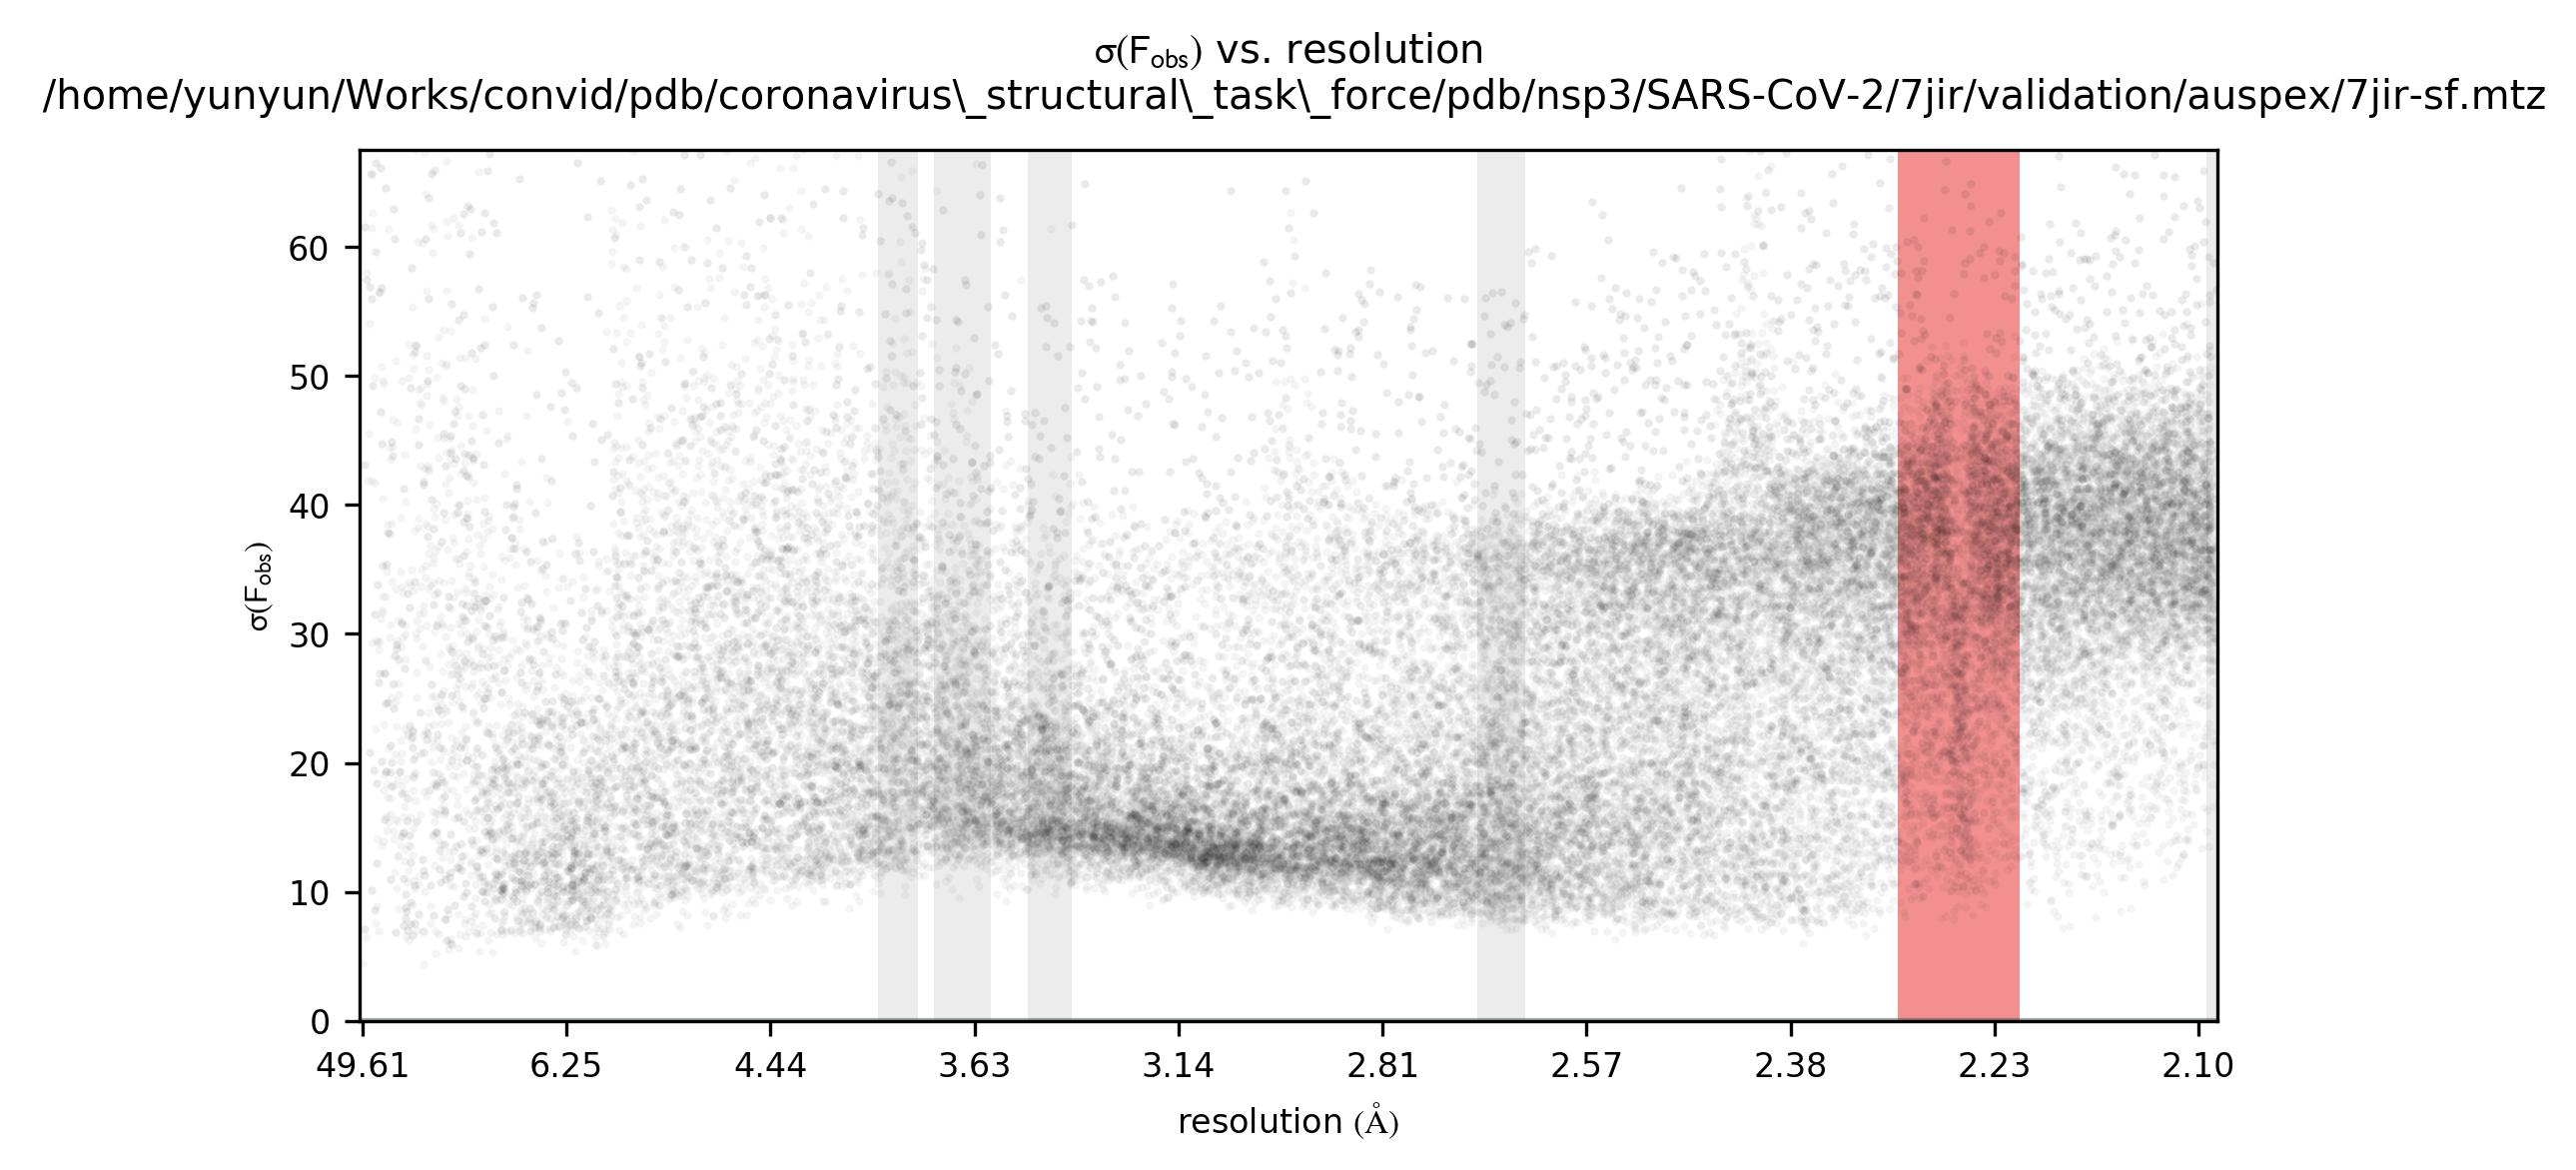 σ(Fobs) vs. resolution
/home/yunyun/Works/convid/pdb/coronavirus\_structural\_task\_force/pdb/nsp3/SARS-CoV-2/7jir/validation/auspex/7jir-sf.mtz
σ(Fobs)
60
50
40
30
20
10
0
49.61 6.25 4.44 3.63 3.14 2.81 2.57 2.38 2.23 2.10
resolution (Å)